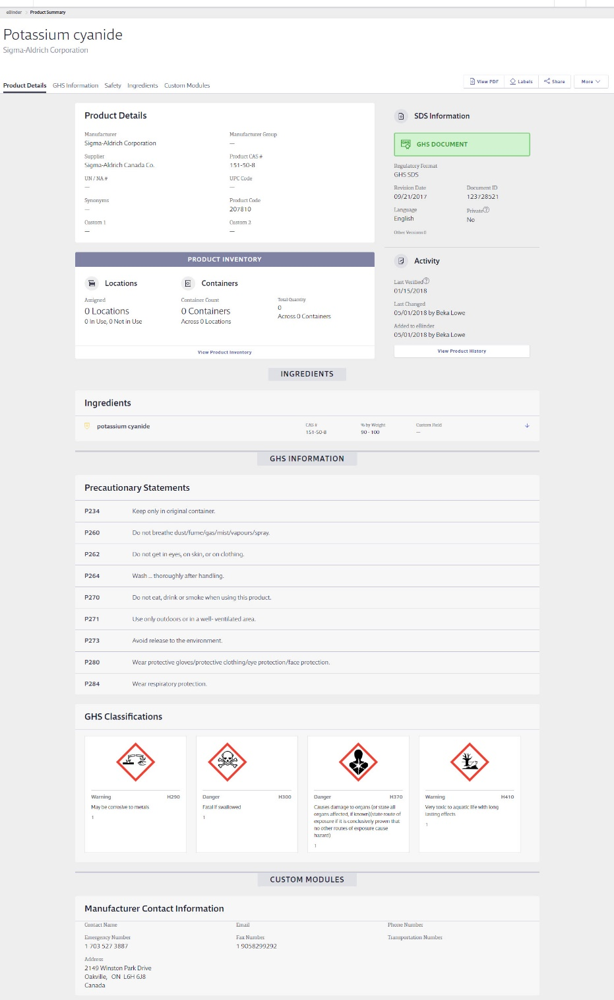 eBinder > Product Summary
Potassium cyanide
Sigma-Aldrich Corporation
Product Details GHS Information Safety Ingredients Custom Modules
View PDF Labels Share More
Product Details
Manufacturer Manufacturer Group
Sigma-Aldrich Corporation —
Supplier Product CAS #
Sigma-Aldrich Canada Co. 151-50-8
UN / NA # UPC Code
— —
Synonyms Product Code
— 207810
Custom 1 Custom 2
— —
SDS Information
GHS DOCUMENT
Regulatory Format
GHS SDS
Revision Date Document ID
09/21/2017 123728521
Language Private?
English No
Other Versions:0
PRODUCT INVENTORY
Locations Containers
Assigned Container Count Total Quantity
0 Locations 0 Containers 0
0 In Use, 0 Not in Use Across 0 Locations Across 0 Containers
View Product Inventory
Activity
Last Verified?
01/15/2018
Last Changed
05/01/2018 by Beka Lowe
Added to eBinder
05/01/2018 by Beka Lowe
View Product History
INGREDIENTS
Ingredients
potassium cyanide CAS # % by Weight Custom Field
151-50-8 90 - 100 —
GHS INFORMATION
Precautionary Statements
P234 Keep only in original container.
P260 Do not breathe dust/fume/gas/mist/vapours/spray.
P262 Do not get in eyes, on skin, or on clothing.
P264 Wash ... thoroughly after handling.
P270 Do not eat, drink or smoke when using this product.
P271 Use only outdoors or in a well- ventilated area.
P273 Avoid release to the environment.
P280 Wear protective gloves/protective clothing/eye protection/face protection.
P284 Wear respiratory protection.
GHS Classifications
Warning H290
May be corrosive to metals
1
Danger H300
Fatal if swallowed
1
Danger H370
Causes damage to organs (or state all
organs affected, if known)(state route of
exposure if it is conclusively proven that
no other routes of exposure cause
hazard)
1
Warning H410
Very toxic to aquatic life with long
lasting effects
1
CUSTOM MODULES
Manufacturer Contact Information
Contact Name Email Phone Number
Emergency Number Fax Number Transportation Number
1 703 527 3887 1 9058299292
Address
2149 Winston Park Drive
Oakville, ON L6H 6J8
Canada